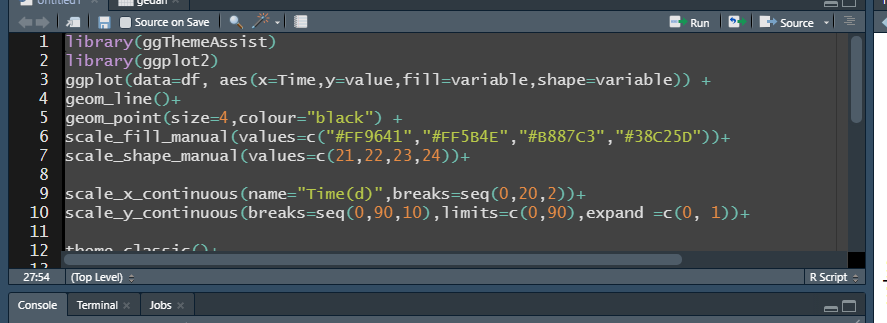 Untitled1* × gedan ×
Source on Save Run Source
1 library(ggThemeAssist)
2 library(ggplot2)
3 ggplot(data=df, aes(x=Time,y=value,fill=variable,shape=variable)) +
4 geom_line()+
5 geom_point(size=4,colour="black") +
6 scale_fill_manual(values=c("#FF9641","#FF5B4E","#B887C3","#38C25D"))+
7 scale_shape_manual(values=c(21,22,23,24))+
8
9 scale_x_continuous(name="Time(d)",breaks=seq(0,20,2))+
10 scale_y_continuous(breaks=seq(0,90,10),limits=c(0,90),expand =c(0, 1))+
11
12 theme_classic()+
13
27:54 (Top Level) R Script
Console Terminal × Jobs ×